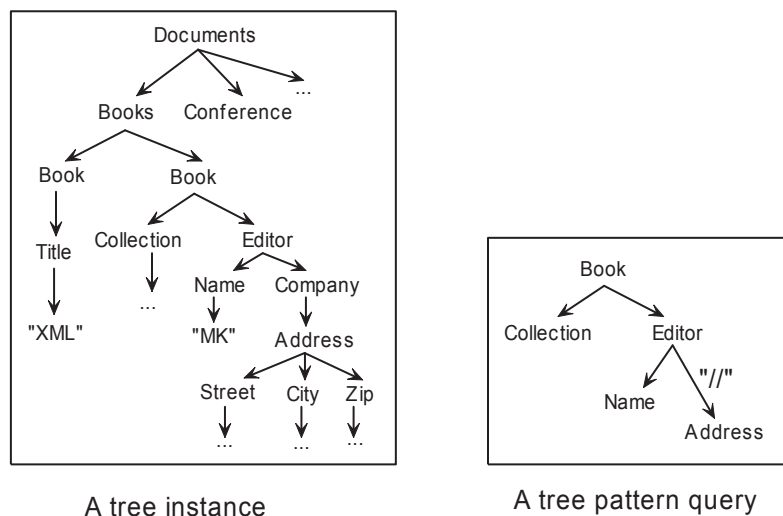 Documents
...
Books Conference
Book Book
Title Collection Editor
... Name Company
"XML" "MK" Address
Street City Zip
... ... ...
A tree instance
Book
Collection Editor
"//"
Name
Address
A tree pattern query